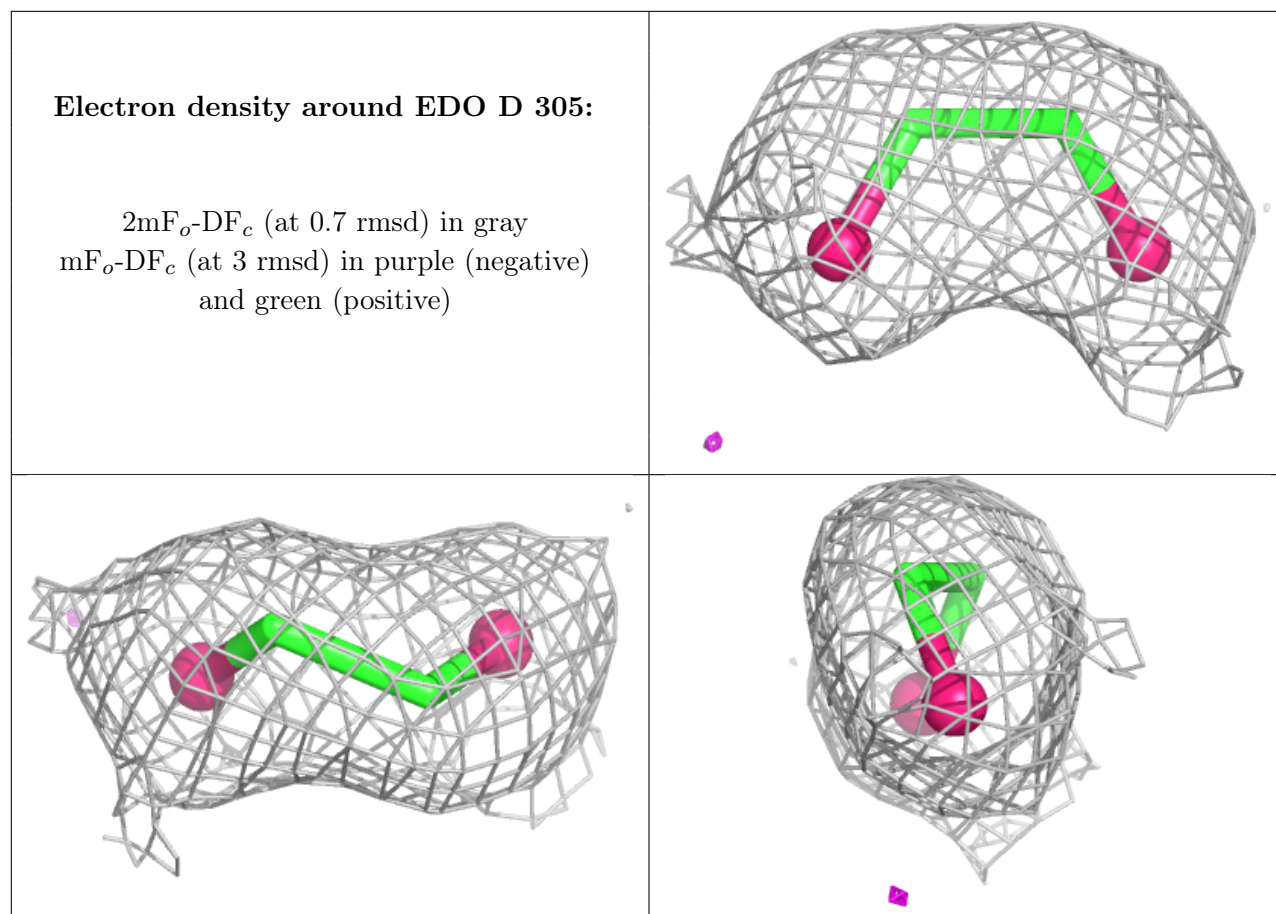 Electron density around EDO D 305:
2mFₒ-DF𝒸 (at 0.7 rmsd) in gray
mFₒ-DF𝒸 (at 3 rmsd) in purple (negative)
and green (positive)